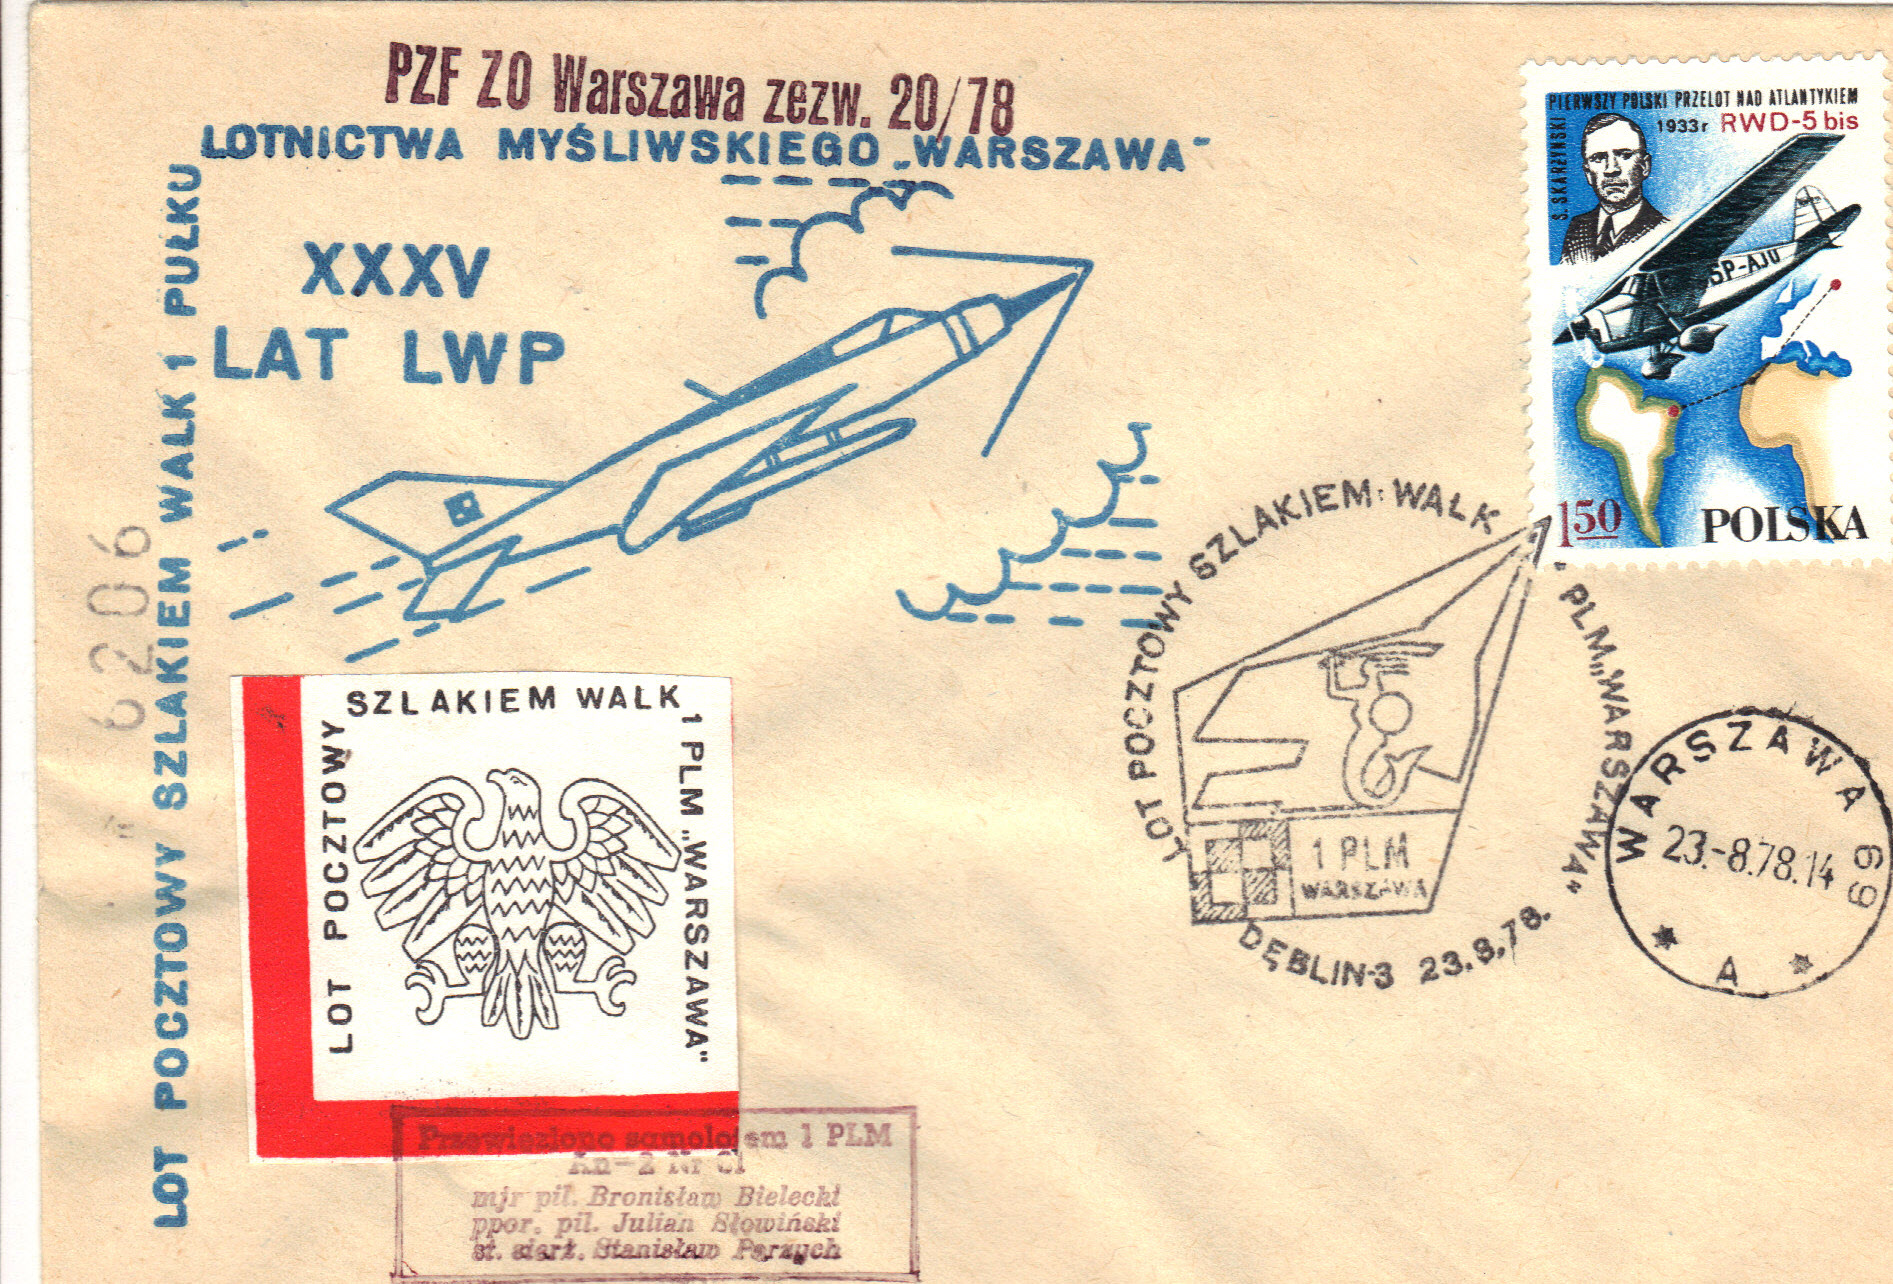 PZF ZO Warszawa zezw. 20/78
LOT POCZTOWY SZLAKIEM WALK 1 PUŁKU
LOTNICTWA MYŚLIWSKIEGO „WARSZAWA"
XXXV
LAT LWP
6206
PIERWSZY POLSKI PRZELOT NAD ATLANTYKIEM
1933r RWD-5 bis
S. SKARŻYŃSKI
SP-AJU
150 POLSKA
LOT POCZTOWY SZLAKIEM WALK 1 PLM „WARSZAWA"
1 PLM
WARSZAWA
DĘBLIN-3 23.8.78.
WARSZAWA 69
23.-8.78.14
A
LOT POCZTOWY
SZLAKIEM WALK
1 PLM „WARSZAWA"
Przewieziono samolotem 1 PLM
An-2 Nr
mjr pil. Bronisław Bielecki
ppor. pil. Julian Słowiński
st. sierż. Stanisław Parzych